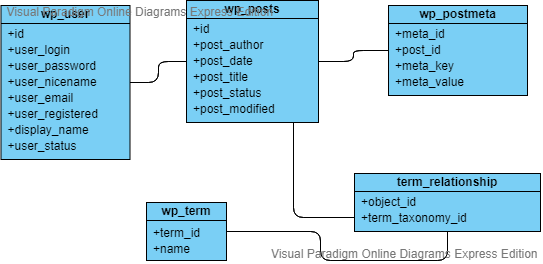 Visual Paradigm Online Diagrams Express Edition
wp_user
+id
+user_login
+user_password
+user_nicename
+user_email
+user_registered
+display_name
+user_status
wp_posts
+id
+post_author
+post_date
+post_title
+post_status
+post_modified
wp_postmeta
+meta_id
+post_id
+meta_key
+meta_value
wp_term
+term_id
+name
term_relationship
+object_id
+term_taxonomy_id
Visual Paradigm Online Diagrams Express Edition